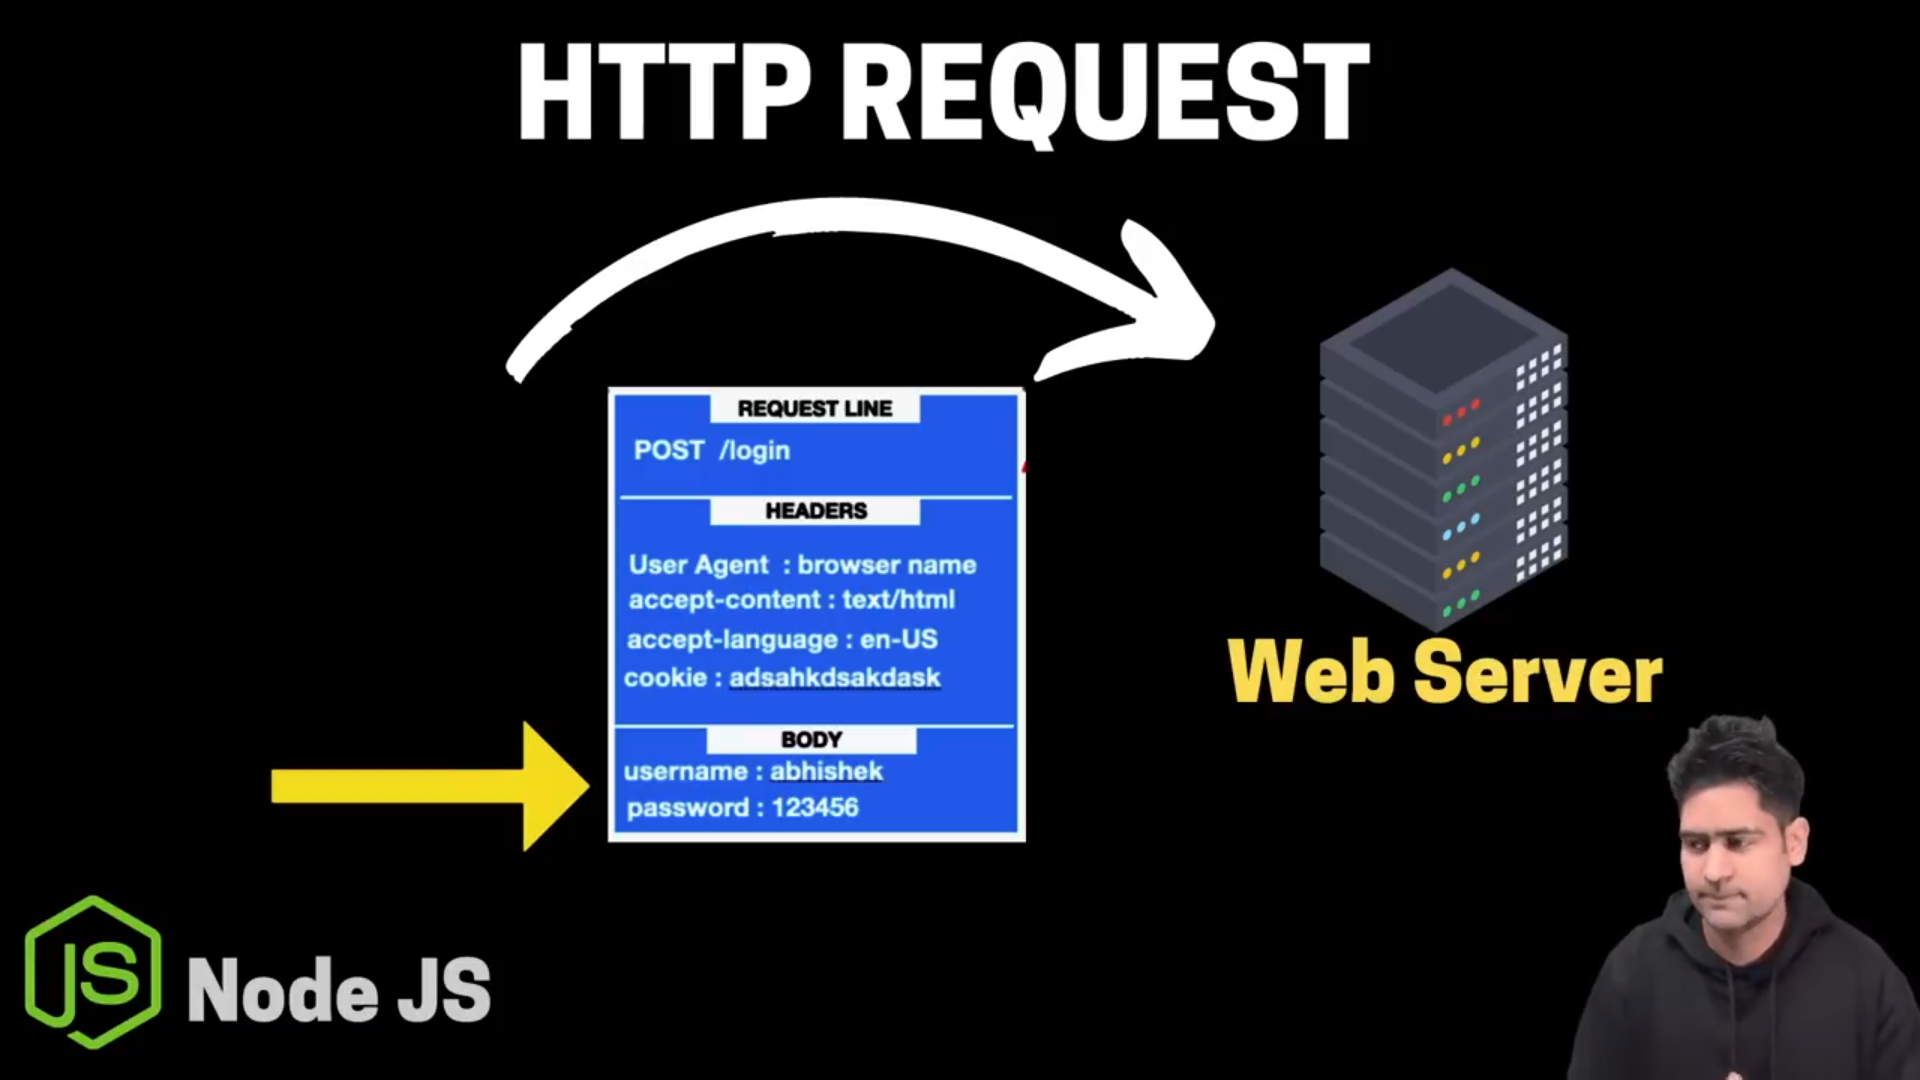 HTTP REQUEST
REQUEST LINE
POST /login
HEADERS
User Agent : browser name
accept-content : text/html
accept-language : en-US
cookie : adsahkdsakdask
BODY
username : abhishek
password : 123456
Web Server
JS Node JS